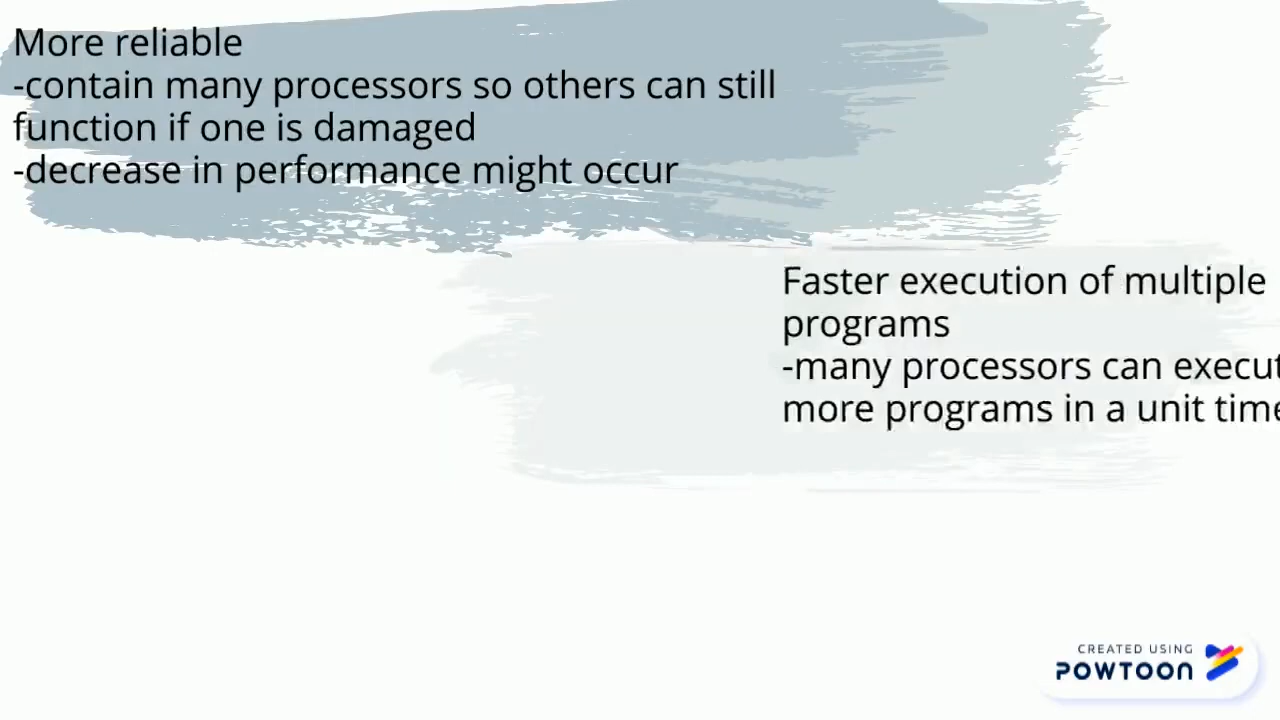 More reliable
-contain many processors so others can still
function if one is damaged
-decrease in performance might occur
Faster execution of multiple
programs
-many processors can execut
more programs in a unit time
CREATED USING
POWTOON